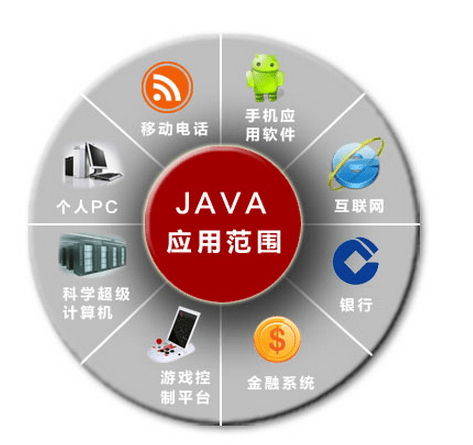 JAVA
应用范围
手机应
用软件
互联网
银行
金融系统
游戏控
制平台
科学超级
计算机
个人PC
移动电话